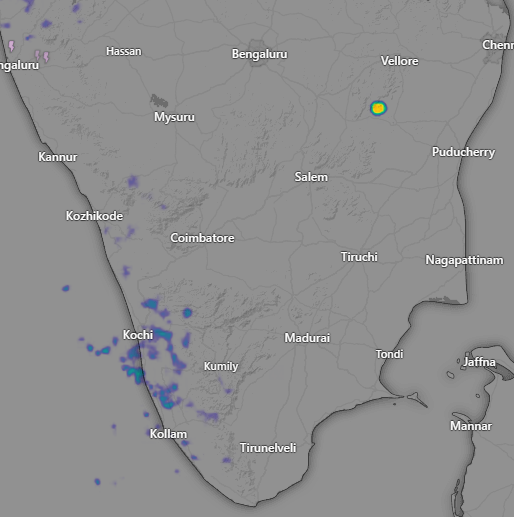 Hassan
Bengaluru
Chenn
ngaluru
Vellore
Mysuru
Kannur
Puducherry
Salem
Kozhikode
Coimbatore
Tiruchi
Nagapattinam
Kochi
Madurai
Tondi
Kumily
Jaffna
Kollam
Mannar
Tirunelveli